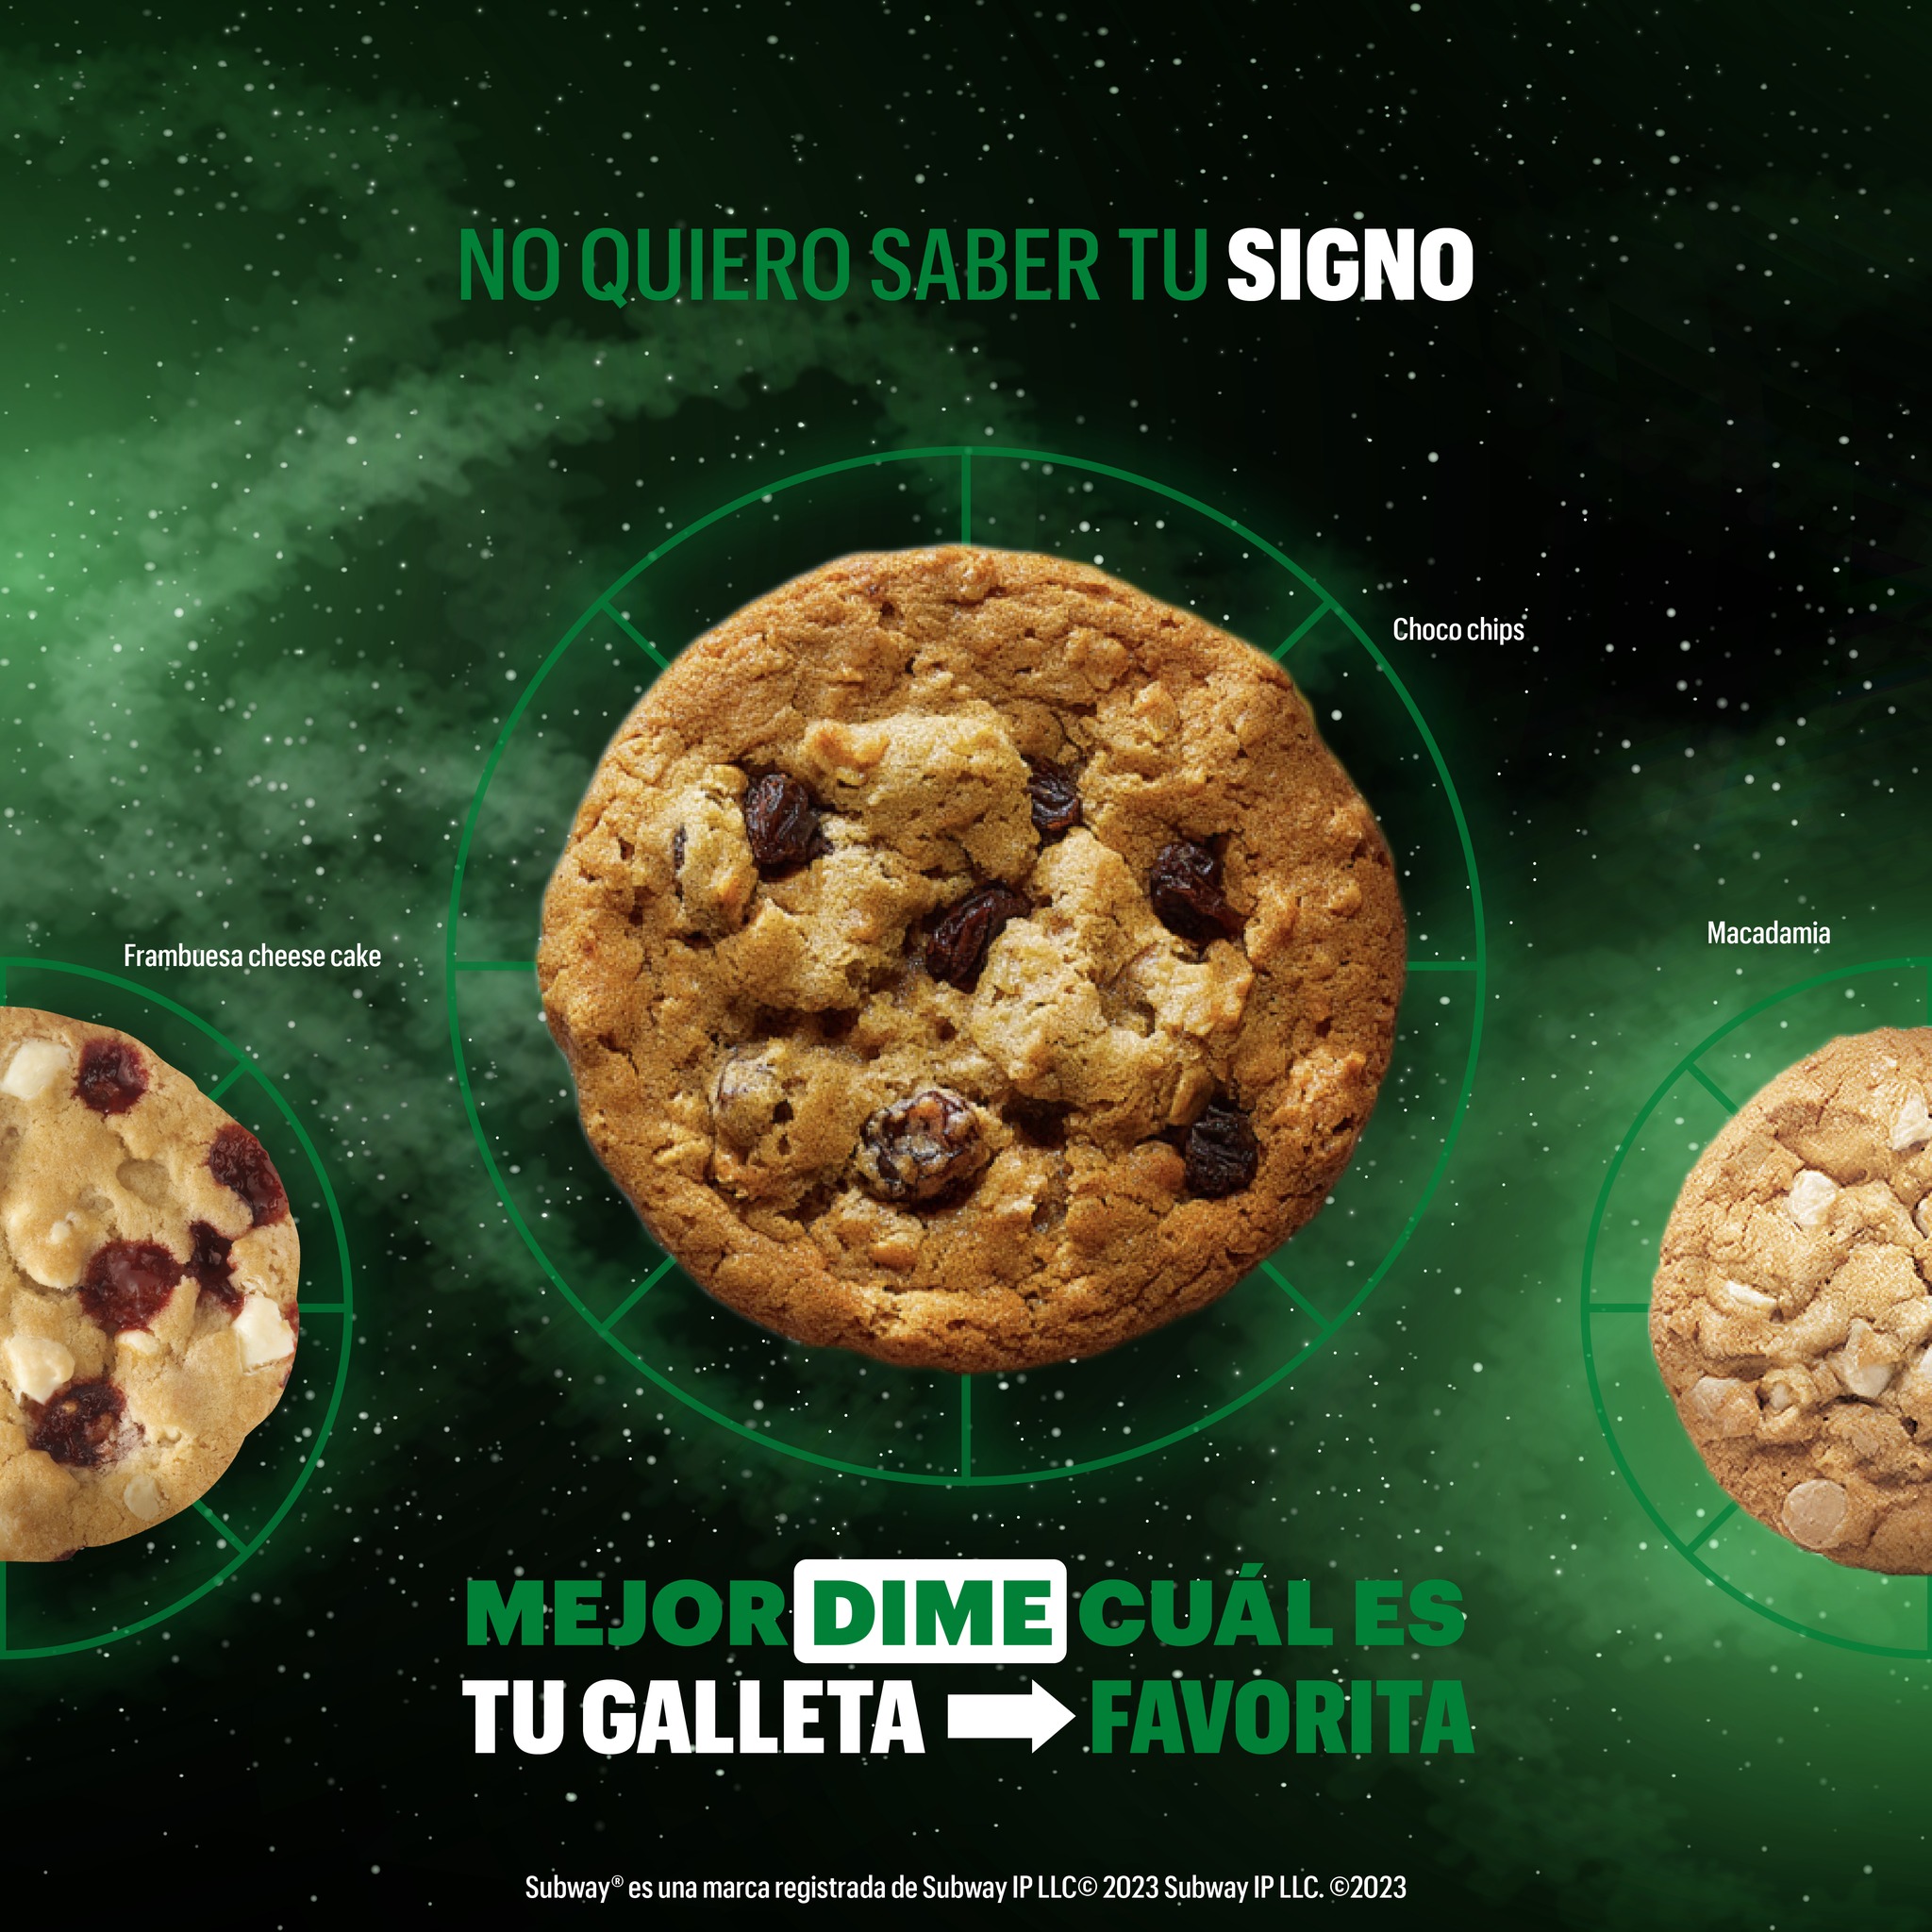 NO QUIERO SABER TU SIGNO
Choco chips
Macadamia
Frambuesa cheese cake
MEJOR DIME CUÁL ES
TU GALLETA FAVORITA
Subway® es una marca registrada de Subway IP LLC© 2023 Subway IP LLC. ©2023